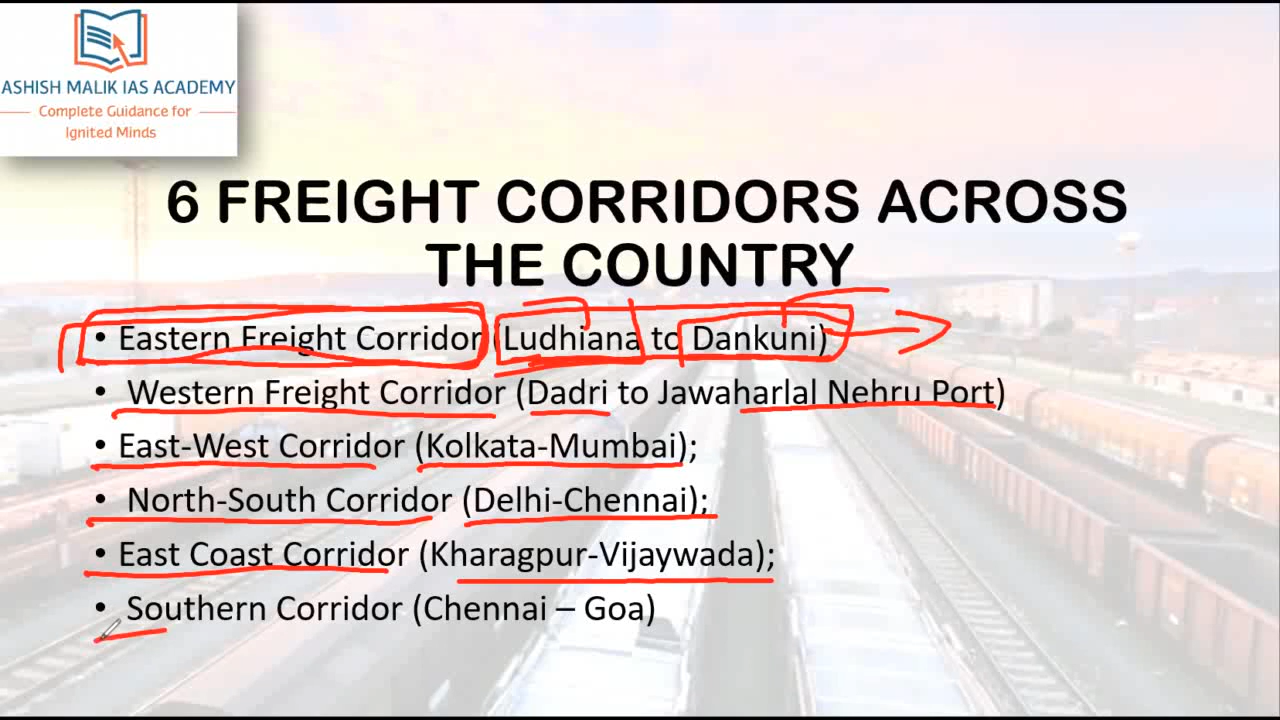 ASHISH MALIK IAS ACADEMY
Complete Guidance for
Ignited Minds
6 FREIGHT CORRIDORS ACROSS
THE COUNTRY
• Eastern Freight Corridor (Ludhiana to Dankuni)
• Western Freight Corridor (Dadri to Jawaharlal Nehru Port)
• East-West Corridor (Kolkata-Mumbai);
• North-South Corridor (Delhi-Chennai);
• East Coast Corridor (Kharagpur-Vijaywada);
• Southern Corridor (Chennai – Goa)